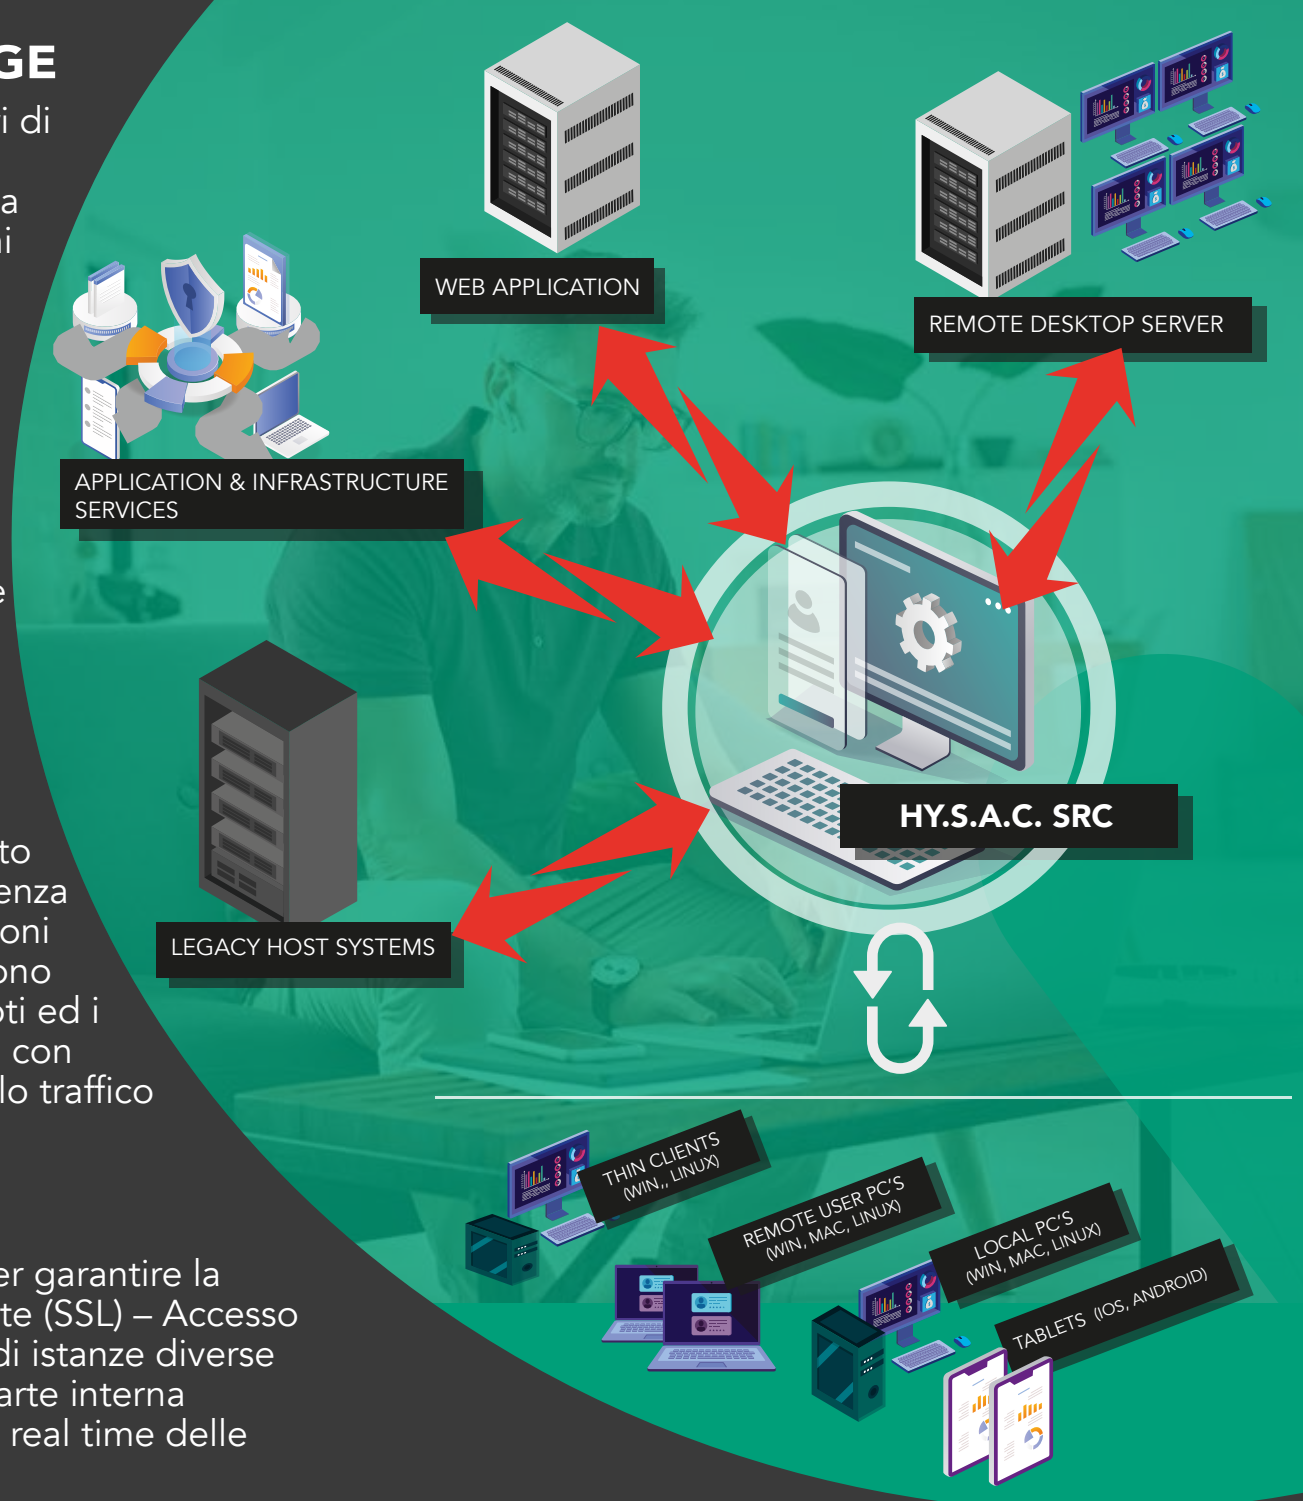 GE
i di
a
ni
e
to
enza
oni
ono
oti ed i
con
lo traffico
er garantire la
te (SSL) – Accesso
di istanze diverse
arte interna
real time delle
WEB APPLICATION
REMOTE DESKTOP SERVER
APPLICATION & INFRASTRUCTURE
SERVICES
HY.S.A.C. SRC
LEGACY HOST SYSTEMS
THIN CLIENTS
(WIN,, LINUX)
REMOTE USER PC'S
(WIN, MAC, LINUX)
LOCAL PC'S
(WIN, MAC, LINUX)
TABLETS (IOS, ANDROID)